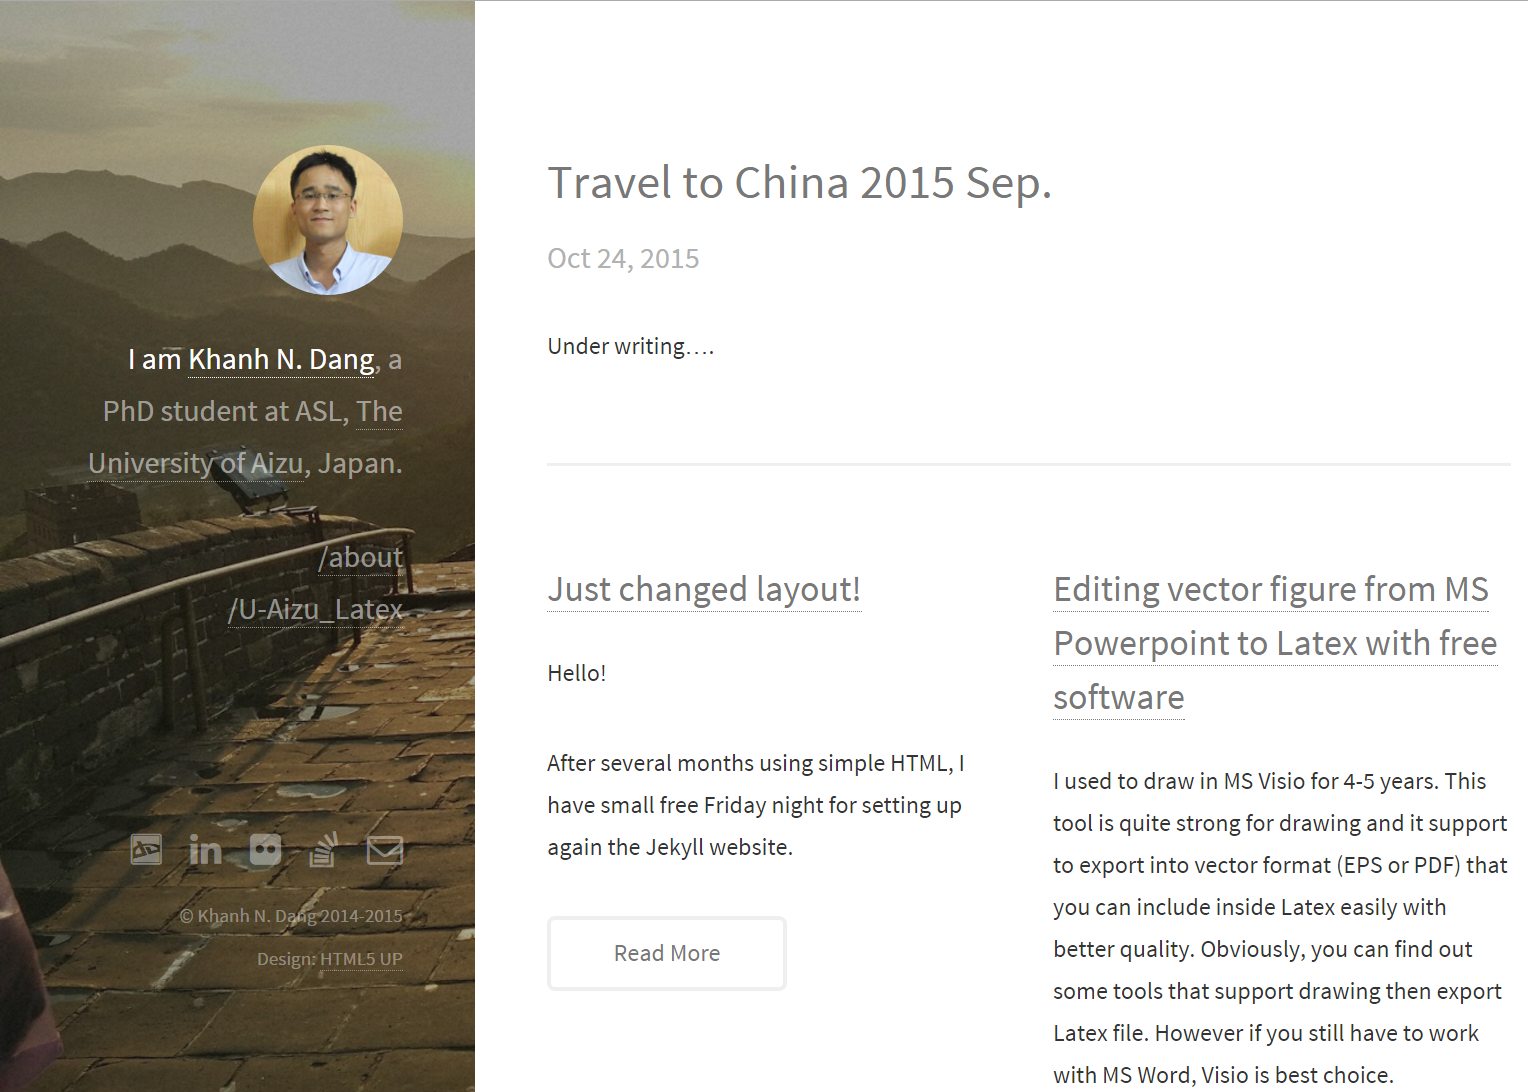 I am Khanh N. Dang, a
PhD student at ASL, The
University of Aizu, Japan.
/about
/U-Aizu_Latex
© Khanh N. Dang 2014-2015
Design: HTML5 UP
Travel to China 2015 Sep.
Oct 24, 2015
Under writing….
Just changed layout!
Hello!
After several months using simple HTML, I
have small free Friday night for setting up
again the Jekyll website.
Read More
Editing vector figure from MS
Powerpoint to Latex with free
software
I used to draw in MS Visio for 4-5 years. This
tool is quite strong for drawing and it support
to export into vector format (EPS or PDF) that
you can include inside Latex easily with
better quality. Obviously, you can find out
some tools that support drawing then export
Latex file. However if you still have to work
with MS Word, Visio is best choice.